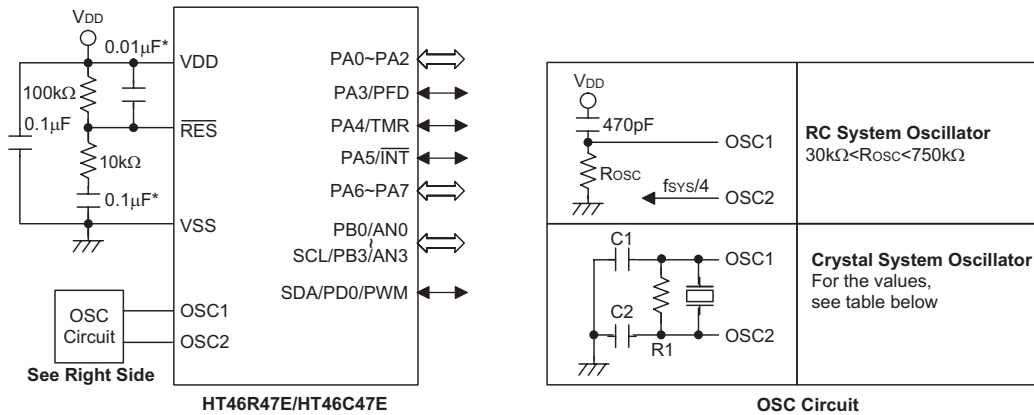 VDD
0.01µF*
VDD
100kΩ
0.1µF
RES
10kΩ
0.1µF*
VSS
OSC
Circuit
OSC1
OSC2
See Right Side
PA0~PA2
PA3/PFD
PA4/TMR
PA5/INT
PA6~PA7
PB0/AN0
~
SCL/PB3/AN3
SDA/PD0/PWM
HT46R47E/HT46C47E
VDD
470pF
OSC1
ROSC
fSYS/4
OSC2
RC System Oscillator
30kΩ<ROSC<750kΩ
C1
OSC1
C2
R1
OSC2
Crystal System Oscillator
For the values,
see table below
OSC Circuit